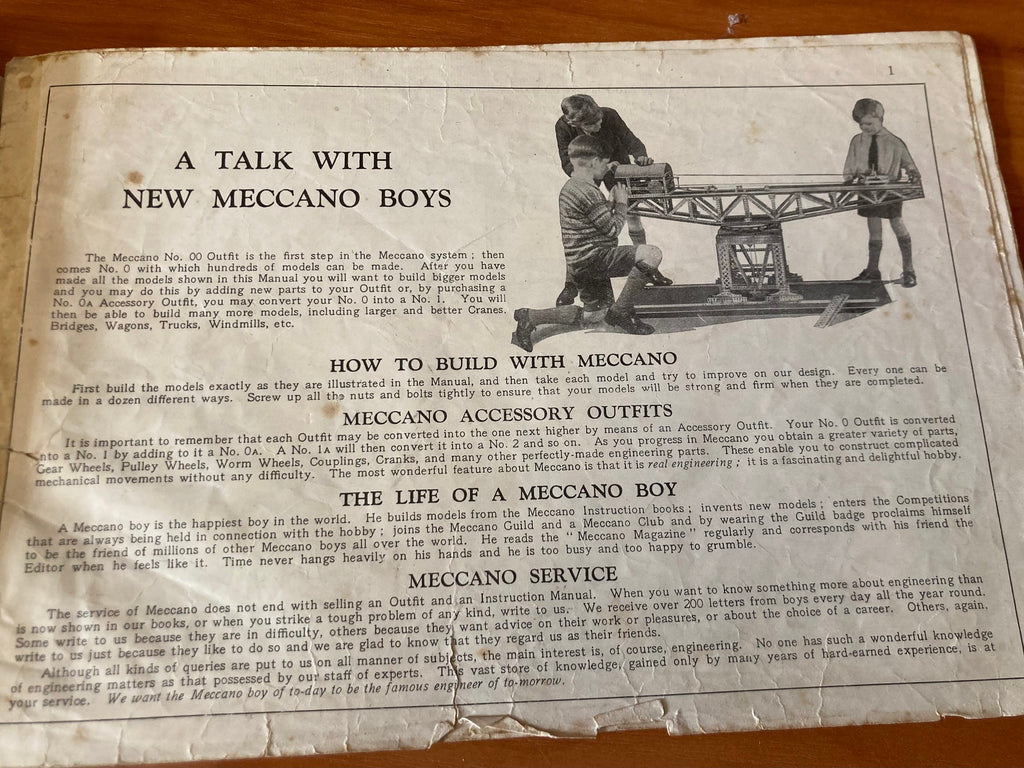 1
A TALK WITH
NEW MECCANO BOYS
The Meccano No. 00 Outfit is the first step in the Meccano system ; then
comes No. 0 with which hundreds of models can be made. After you have
made all the models shown in this Manual you will want to build bigger models
and you may do this by adding new parts to your Outfit or, by purchasing a
No. 0A Accessory Outfit, you may convert your No. 0 into a No. 1. You will
then be able to build many more models, including larger and better Cranes,
Bridges, Wagons, Trucks, Windmills, etc.
HOW TO BUILD WITH MECCANO
First build the models exactly as they are illustrated in the Manual, and then take each model and try to improve on our design. Every one can be
made in a dozen different ways. Screw up all the nuts and bolts tightly to ensure that your models will be strong and firm when they are completed.
MECCANO ACCESSORY OUTFITS
It is important to remember that each Outfit may be converted into the one next higher by means of an Accessory Outfit. Your No. 0 Outfit is converted
into a No. 1 by adding to it a No. 0A. A No. 1A will then convert it into a No. 2 and so on. As you progress in Meccano you obtain a greater variety of parts,
Gear Wheels, Pulley Wheels, Worm Wheels, Couplings, Cranks, and many other perfectly-made engineering parts. These enable you to construct complicated
mechanical movements without any difficulty. The most wonderful feature about Meccano is that it is real engineering ; it is a fascinating and delightful hobby.
THE LIFE OF A MECCANO BOY
A Meccano boy is the happiest boy in the world. He builds models from the Meccano Instruction books ; invents new models ; enters the Competitions
that are always being held in connection with the hobby ; joins the Meccano Guild and a Meccano Club and by wearing the Guild badge proclaims himself
to be the friend of millions of other Meccano boys all over the world. He reads the "Meccano Magazine" regularly and corresponds with his friend the
Editor when he feels like it. Time never hangs heavily on his hands and he is too busy and too happy to grumble.
MECCANO SERVICE
The service of Meccano does not end with selling an Outfit and an Instruction Manual. When you want to know something more about engineering than
is now shown in our books, or when you strike a tough problem of any kind, write to us. We receive over 200 letters from boys every day all the year round.
Some write to us because they are in difficulty, others because they want advice on their work or pleasures, or about the choice of a career. Others, again,
write to us just because they like to do so and we are glad to know that they regard us as their friends.
Although all kinds of queries are put to us on all manner of subjects, the main interest is, of course, engineering. No one has such a wonderful knowledge
of engineering matters as that possessed by our staff of experts. This vast store of knowledge, gained only by many years of hard-earned experience, is at
your service. We want the Meccano boy of to-day to be the famous engineer of to-morrow.